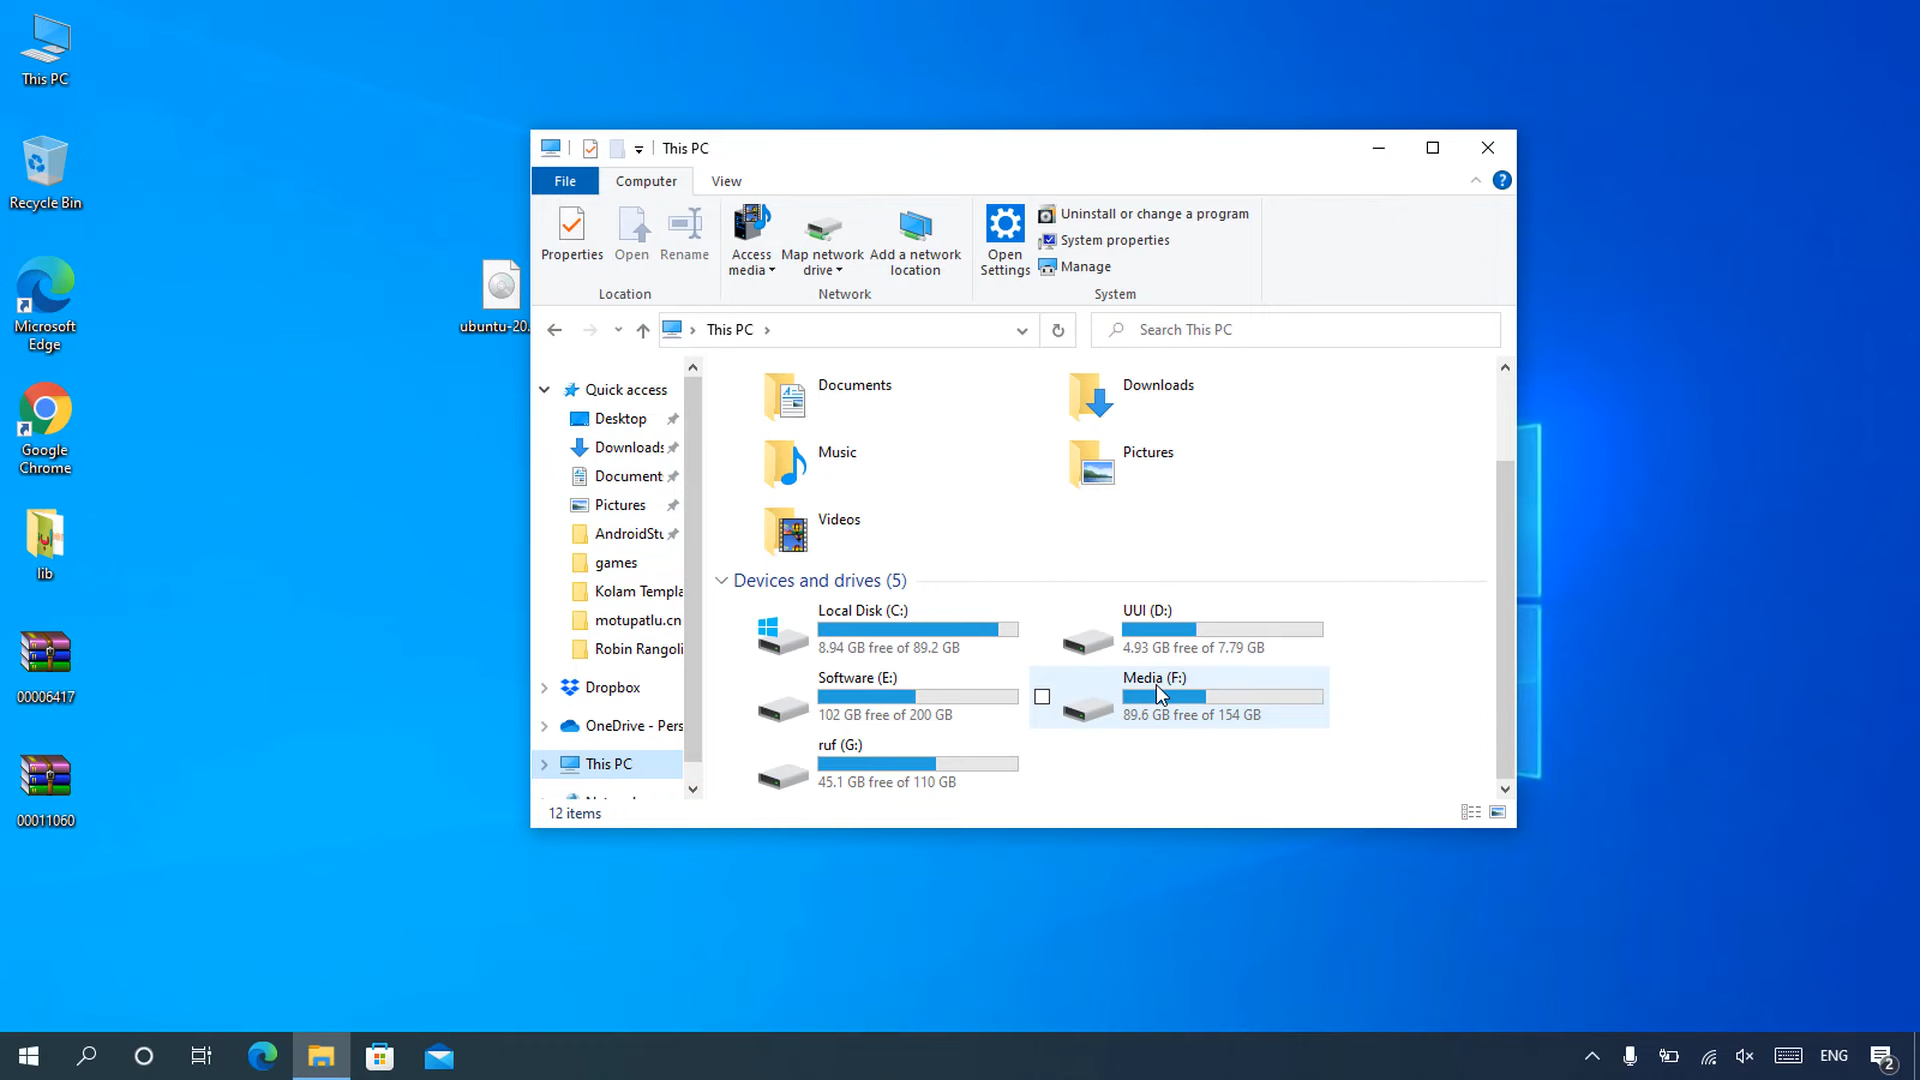 This PC
Recycle Bin
Microsoft
Edge
Google
Chrome
lib
00006417
00011060
ubuntu-20.
This PC
File
Computer
View
Properties
Open
Rename
Access
media
Map network
drive
Add a network
location
Open
Settings
Uninstall or change a program
System properties
Manage
Location
Network
System
This PC
Search This PC
Quick access
Desktop
Downloads
Document
Pictures
AndroidStu
games
Kolam Templa
motupatlu.cn
Robin Rangoli
Dropbox
OneDrive - Pers
This PC
Documents
Downloads
Music
Pictures
Videos
Devices and drives (5)
Local Disk (C:)
8.94 GB free of 89.2 GB
UUI (D:)
4.93 GB free of 7.79 GB
Software (E:)
102 GB free of 200 GB
Media (F:)
89.6 GB free of 154 GB
ruf (G:)
45.1 GB free of 110 GB
12 items
ENG
2